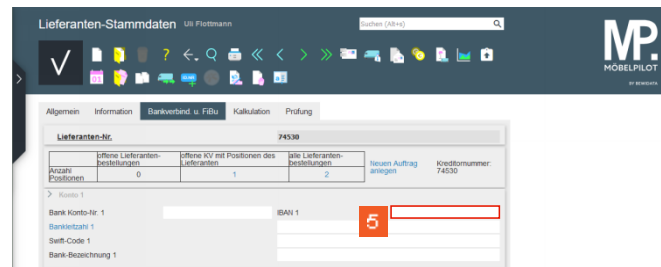 Lieferanten-Stammdaten Uli Flottmann
Suchen (Alt+s)
MP.
MÖBELPILOT
BY BEWIDATA
Allgemein Information Bankverbind. u. FiBu Kalkulation Prüfung
Lieferanten-Nr. 74530
offene Lieferanten-bestellungen offene KV mit Positionen des Lieferanten alle Lieferanten-bestellungen
Anzahl Positionen 0 1 2
Neuen Auftrag anlegen
Kreditornummer: 74530
Konto 1
Bank Konto-Nr. 1 IBAN 1 5
Bankleitzahl 1
Swift-Code 1
Bank-Bezeichnung 1